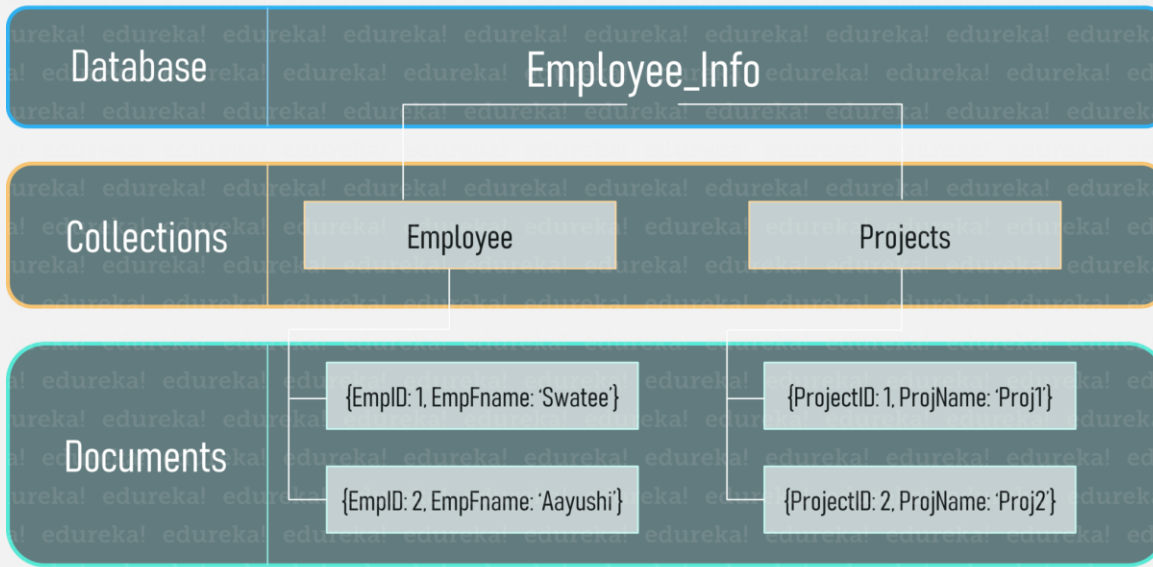 Database
Employee_Info
Collections
Employee
Projects
Documents
{EmpID: 1, EmpFname: ‘Swatee’}
{ProjectID: 1, ProjName: ‘Proj1’}
{EmpID: 2, EmpFname: ‘Aayushi’}
{ProjectID: 2, ProjName: ‘Proj2’}
edureka!